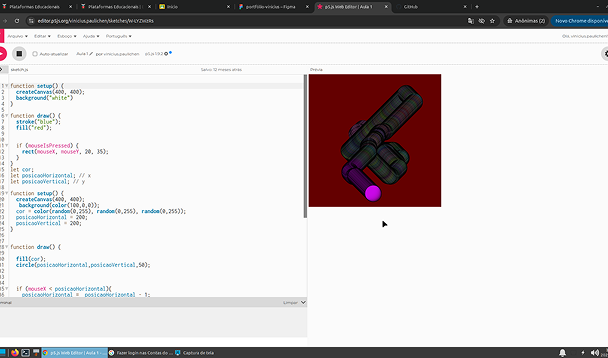 Plataformas Educacionais
Plataformas Educacionais
Início
portfólio-vinicius – Figma
p5.js Web Editor | Aula 1
GitHub
editor.p5js.org/vinicius.paulichen/sketches/
Anônimas (2)
Novo Chrome disponível
Arquivo
Editar
Esboço
Ajuda
Português
Olá, vinicius.paulichen
Auto-atualizar
Aula 1
por vinicius.paulichen
p5.js 1.9.2
sketch.js
Salvo: 12 meses atrás
Prévia
1 function setup() {
2 createCanvas(400, 400);
3 background("white")
4 }
5
6 function draw() {
7 stroke("blue");
8 fill("red");
9
10
11 if (mouseIsPressed) {
12 rect(mouseX, mouseY, 20, 35);
13 }
14 }
15 let cor;
16 let posicaoHorizontal; // x
17 let posicaoVertical; // y
18
19 function setup() {
20 createCanvas(400, 400);
21 background(color(100,0,0));
22 cor = color(random(0,255), random(0,255), random(0,255));
23 posicaoHorizontal = 200;
24 posicaoVertical = 200;
25 }
26
27
28 function draw() {
29
30 fill(cor);
31 circle(posicaoHorizontal,posicaoVertical,50);
32
33
34
35 if (mouseX < posicaoHorizontal){
36 posicaoHorizontal = posicaoHorizontal - 1;
Limpar
p5.js Web Editor | Aula 1
Fazer login nas Contas do ...
Captura de tela